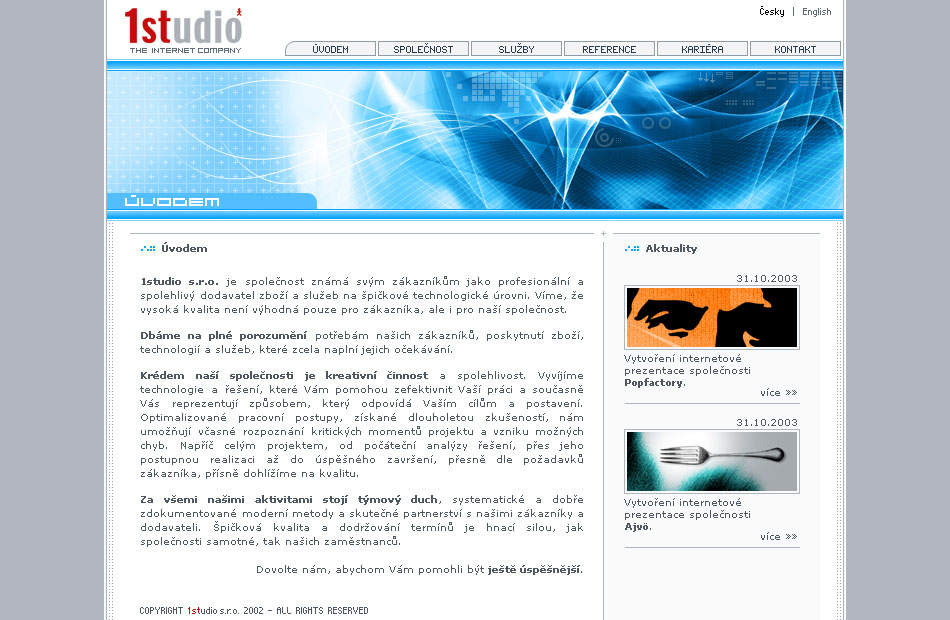 1studio
THE INTERNET COMPANY
Česky | English
ÚVODEM
SPOLEČNOST
SLUŽBY
REFERENCE
KARIÉRA
KONTAKT
ÚVODEM
Úvodem
1studio s.r.o. je společnost známá svým zákazníkům jako profesionální a
spolehlivý dodavatel zboží a služeb na špičkové technologické úrovni. Víme, že
vysoká kvalita není výhodná pouze pro zákazníka, ale i pro naší společnost.
Dbáme na plné porozumění potřebám našich zákazníků, poskytnutí zboží,
technologií a služeb, které zcela naplní jejich očekávání.
Krédem naší společnosti je kreativní činnost a spolehlivost. Vyvíjíme
technologie a řešení, které Vám pomohou zefektivnit Vaší práci a současně
Vás reprezentují způsobem, který odpovídá Vaším cílům a postavení.
Optimalizované pracovní postupy, získané dlouholetou zkušeností, nám
umožňují včasné rozpoznání kritických momentů projektu a vzniku možných
chyb. Napříč celým projektem, od počáteční analýzy řešení, přes jeho
postupnou realizaci až do úspěšného završení, přesně dle požadavků
zákazníka, přísně dohlížíme na kvalitu.
Za všemi našimi aktivitami stojí týmový duch, systematické a dobře
zdokumentované moderní metody a skutečné partnerství s našimi zákazníky a
dodavateli. Špičková kvalita a dodržování termínů je hnací silou, jak
společnosti samotné, tak našich zaměstnanců.
Dovolte nám, abychom Vám pomohli být ještě úspěšnější.
COPYRIGHT 1studio s.r.o. 2002 - ALL RIGHTS RESERVED
Aktuality
31.10.2003
Vytvoření internetové
prezentace společnosti
Popfactory.
více >>
31.10.2003
Vytvoření internetové
prezentace společnosti
Ajvö.
více >>